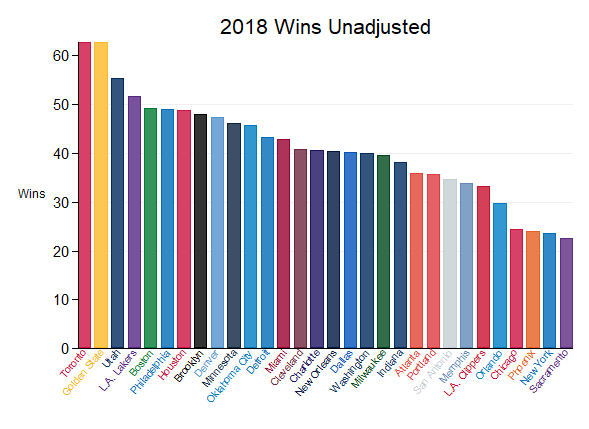 2018 Wins Unadjusted
60
50
40
30
20
10
0
Wins
Toronto
Golden State
Utah
L.A. Lakers
Boston
Philadelphia
Houston
Brooklyn
Denver
Minnesota
Oklahoma City
Detroit
Miami
Cleveland
Charlotte
New Orleans
Dallas
Washington
Milwaukee
Indiana
Atlanta
Portland
San Antonio
Memphis
L.A. Clippers
Orlando
Chicago
Phoenix
New York
Sacramento